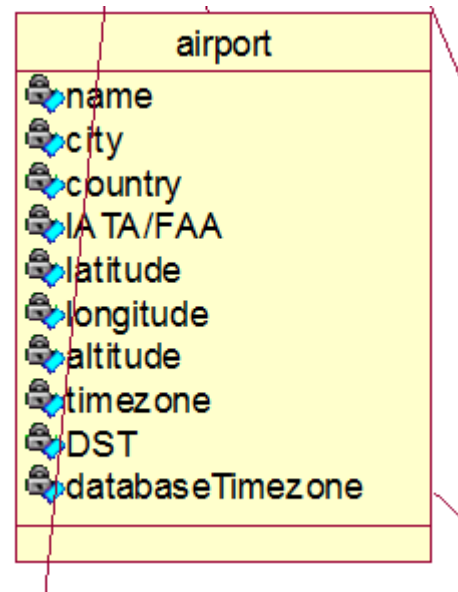 airport
name
city
country
IATA/FAA
latitude
longitude
altitude
timezone
DST
databaseTimezone